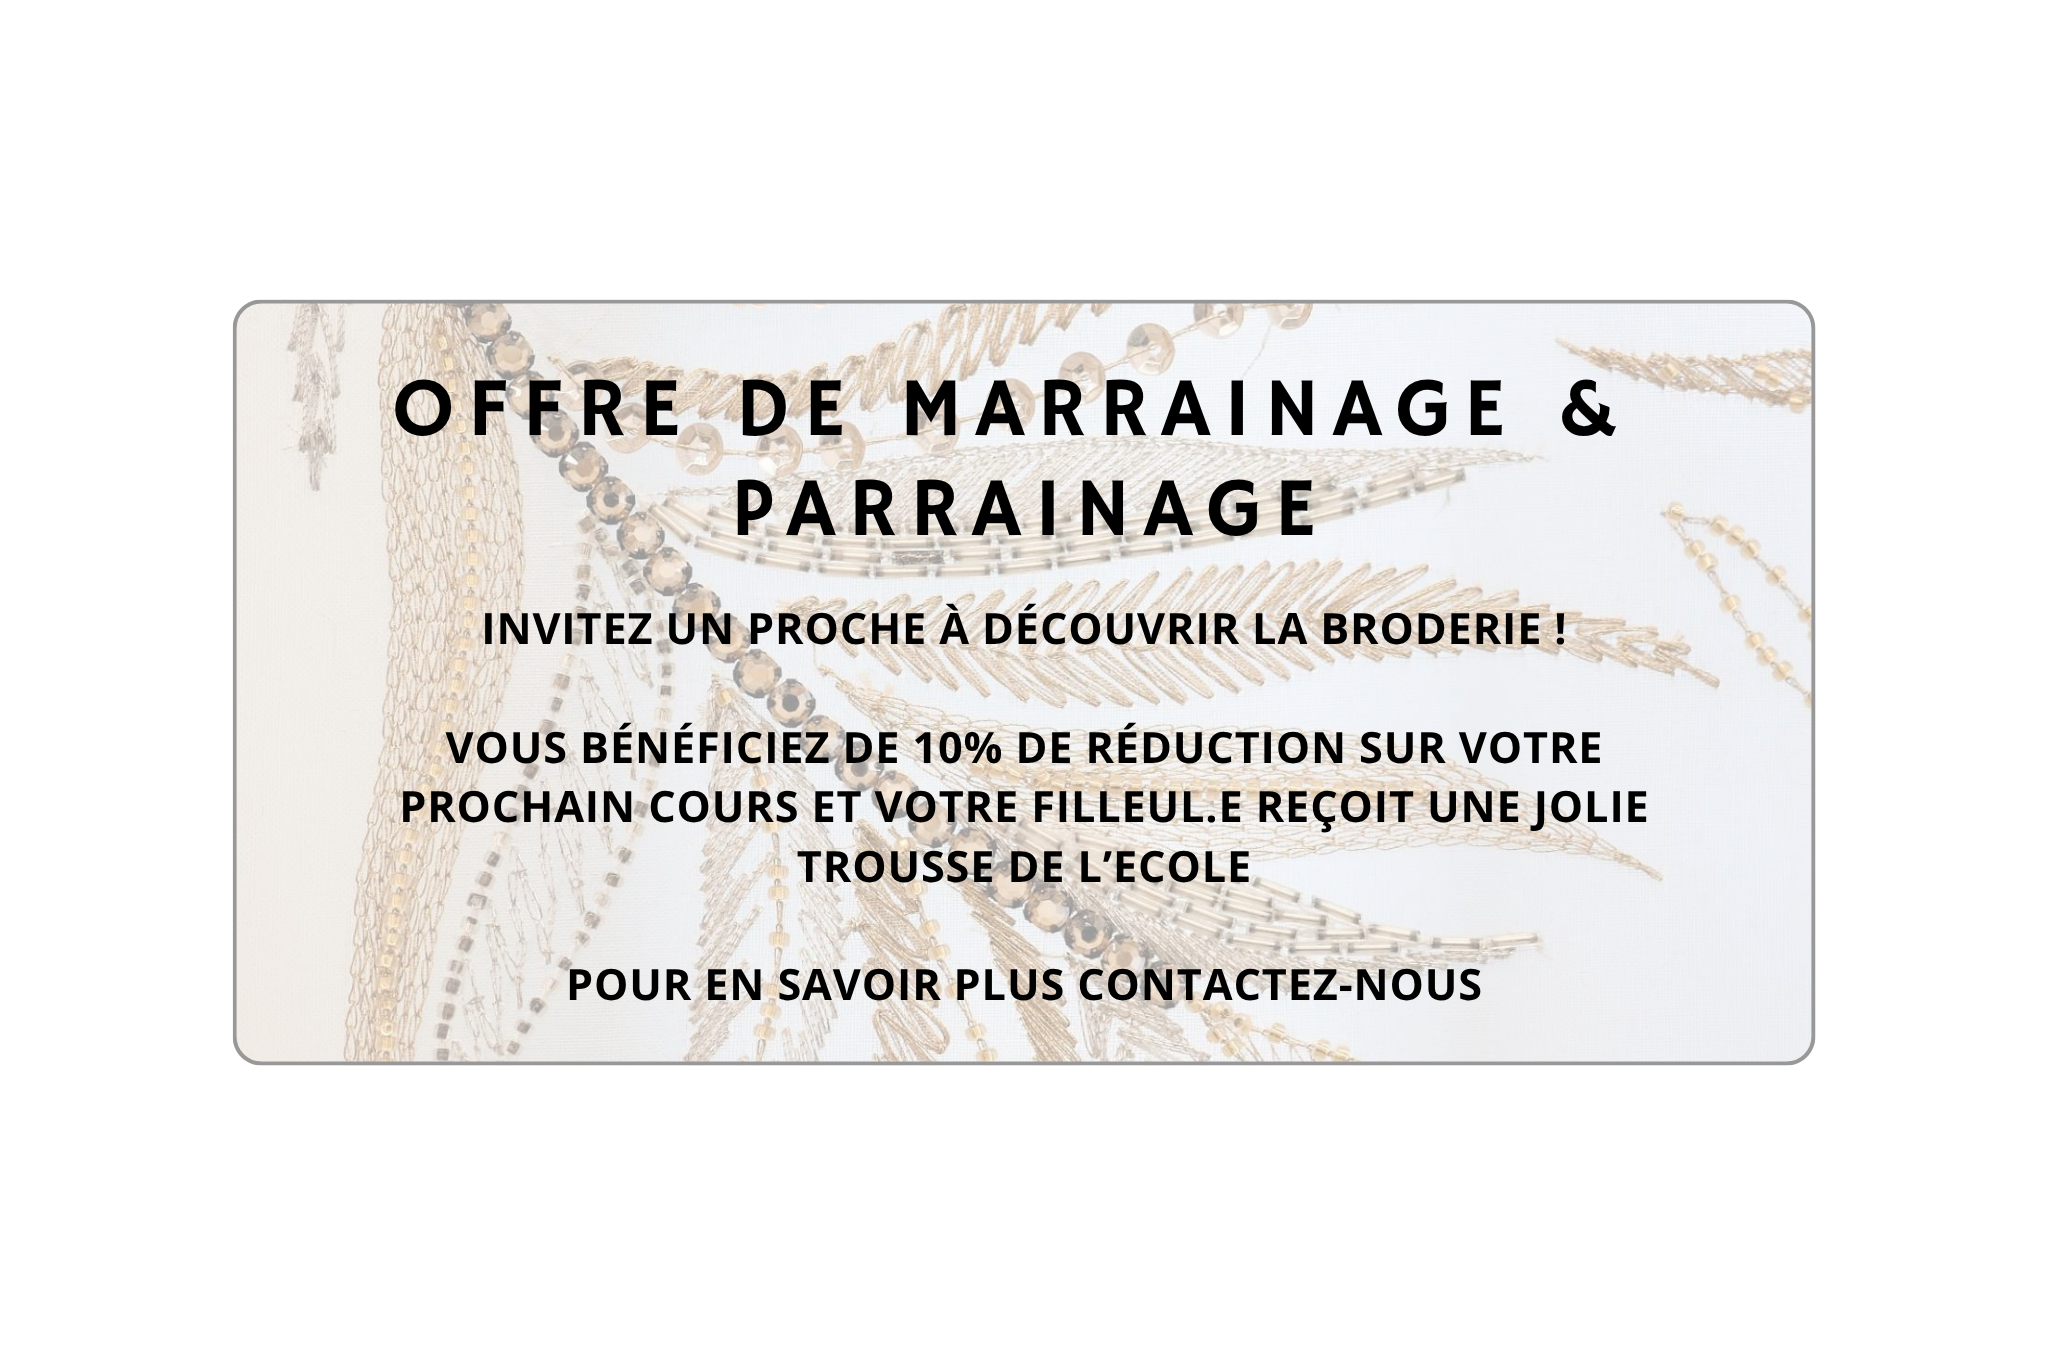 OFFRE DE MARRAINAGE &
PARRAINAGE
INVITEZ UN PROCHE À DÉCOUVRIR LA BRODERIE !
VOUS BÉNÉFICIEZ DE 10% DE RÉDUCTION SUR VOTRE
PROCHAIN COURS ET VOTRE FILLEUL.E REÇOIT UNE JOLIE
TROUSSE DE L’ECOLE
POUR EN SAVOIR PLUS CONTACTEZ-NOUS